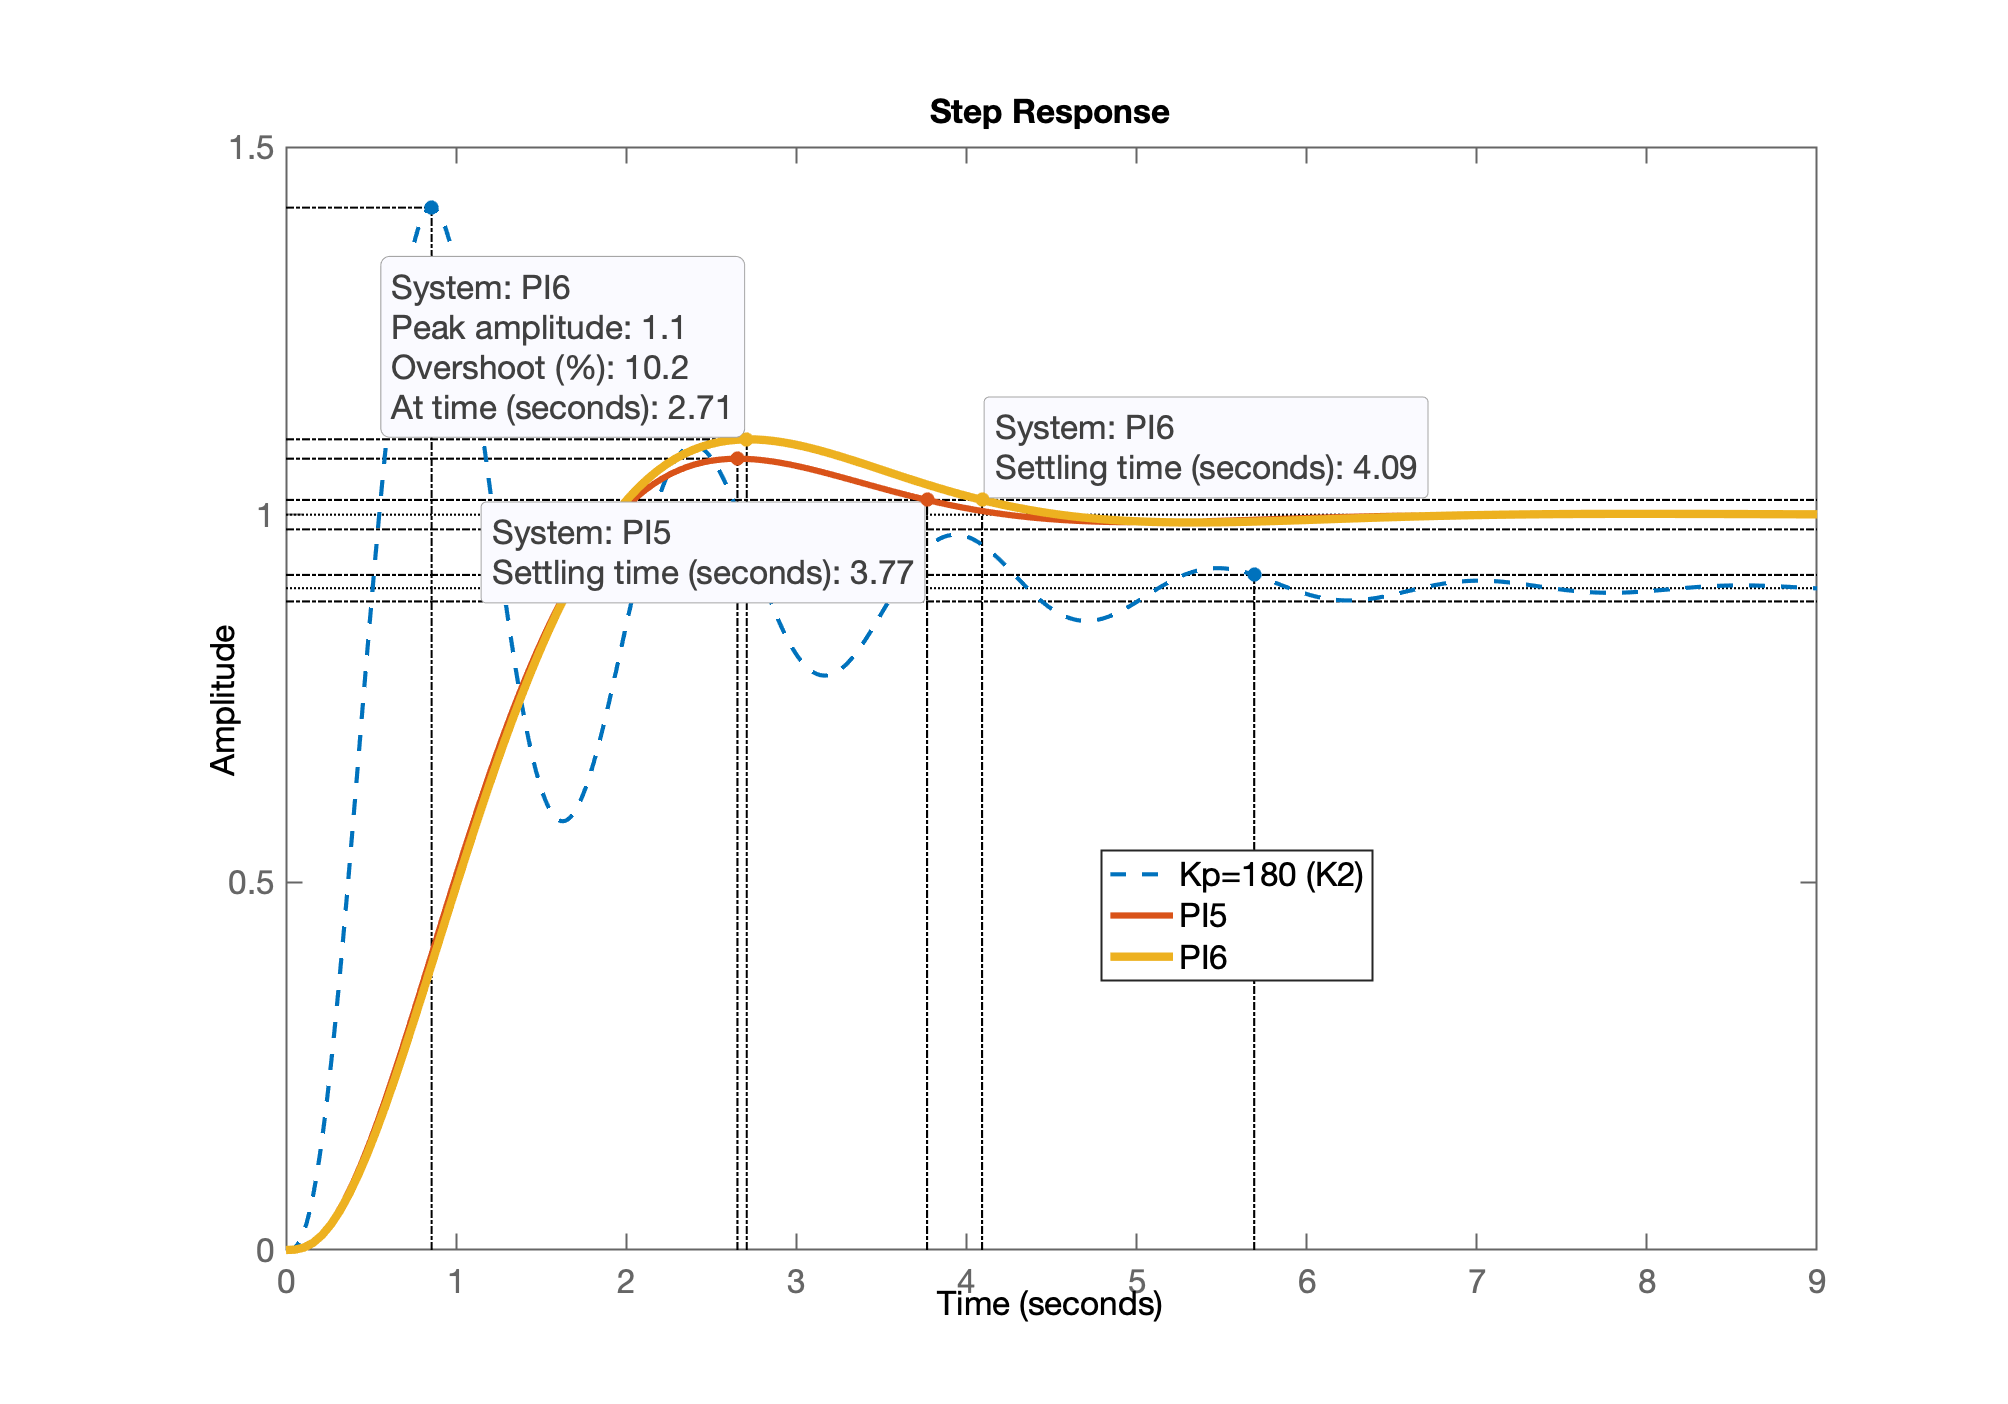 Step Response
1.5
1
0.5
0
Amplitude
System: PI6
Peak amplitude: 1.1
Overshoot (%): 10.2
At time (seconds): 2.71
System: PI6
Settling time (seconds): 4.09
System: PI5
Settling time (seconds): 3.77
Kp=180 (K2)
PI5
PI6
0 1 2 3 4 5 6 7 8 9
Time (seconds)